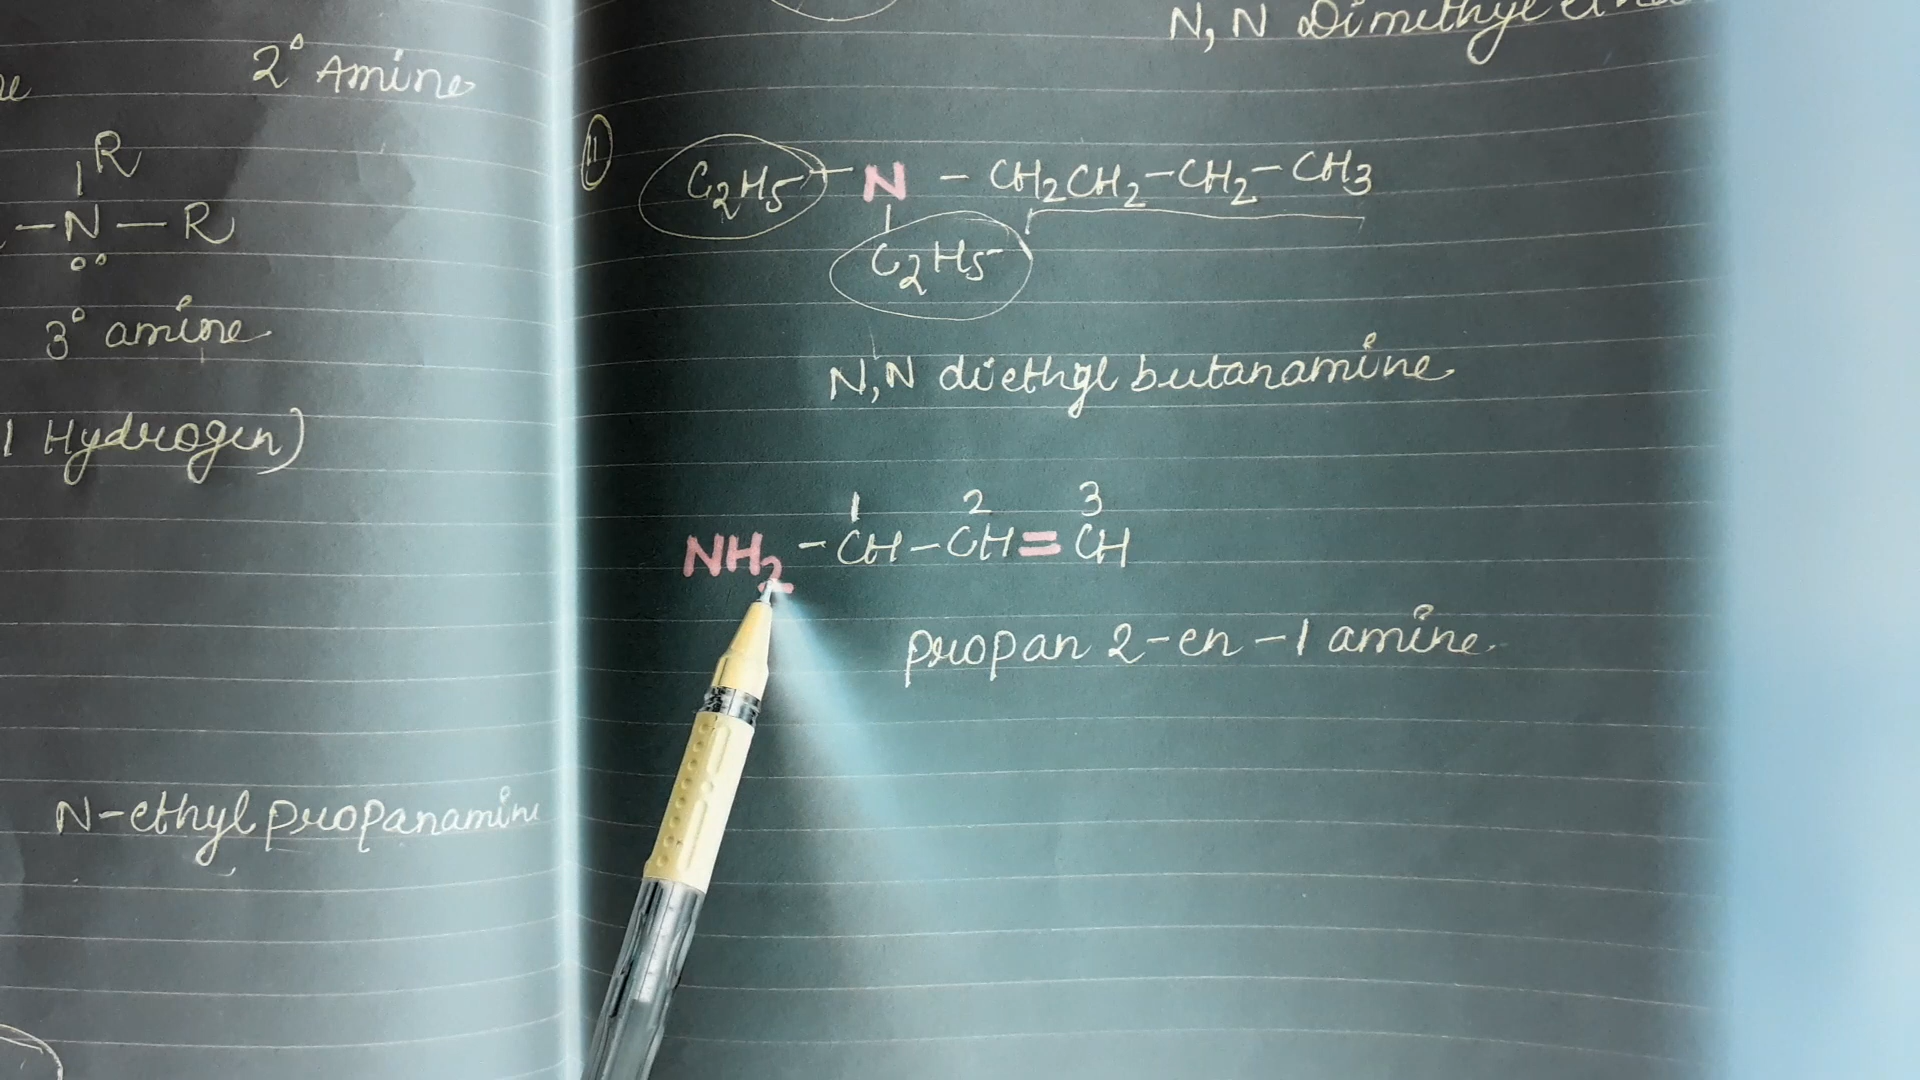 2° Amine
R
–N–R
3° amine
1 Hydrogen)
N-ethyl propanamine
N, N Dimethyl
11
C2H5 – N – CH2CH2–CH2–CH3
C2H5
N,N diethyl butanamine
1 2 3
NH2 – CH – CH = CH
propan 2-en-1 amine